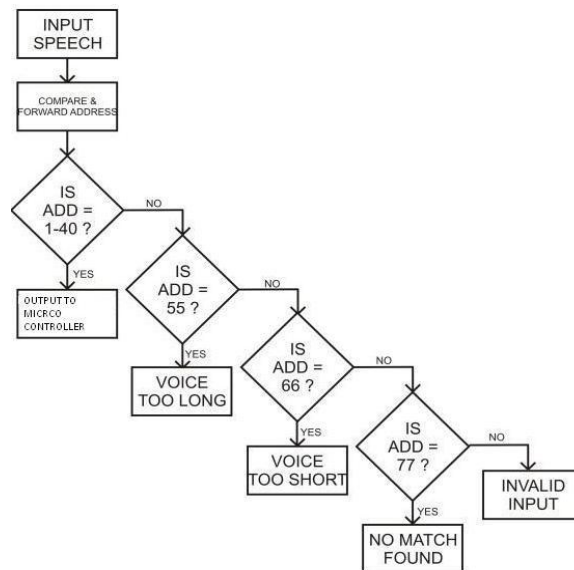 INPUT
SPEECH
COMPARE &
FORWARD ADDRESS
IS
ADD =
1-40 ?
NO
YES
OUTPUT TO
MICRCO
CONTROLLER
IS
ADD =
55 ?
NO
YES
VOICE
TOO LONG
IS
ADD =
66 ?
NO
YES
VOICE
TOO SHORT
IS
ADD =
77 ?
NO
YES
NO MATCH
FOUND
INVALID
INPUT